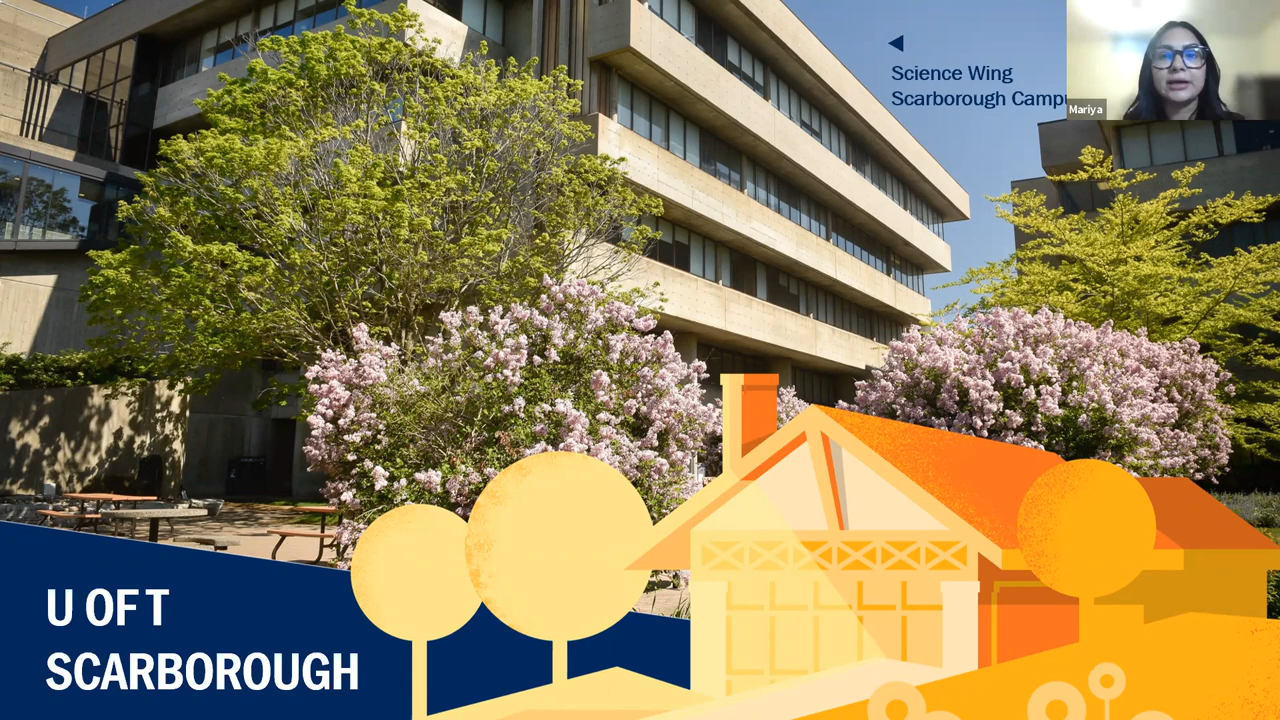 Science Wing
Scarborough Camp
Mariya
U OF T
SCARBOROUGH